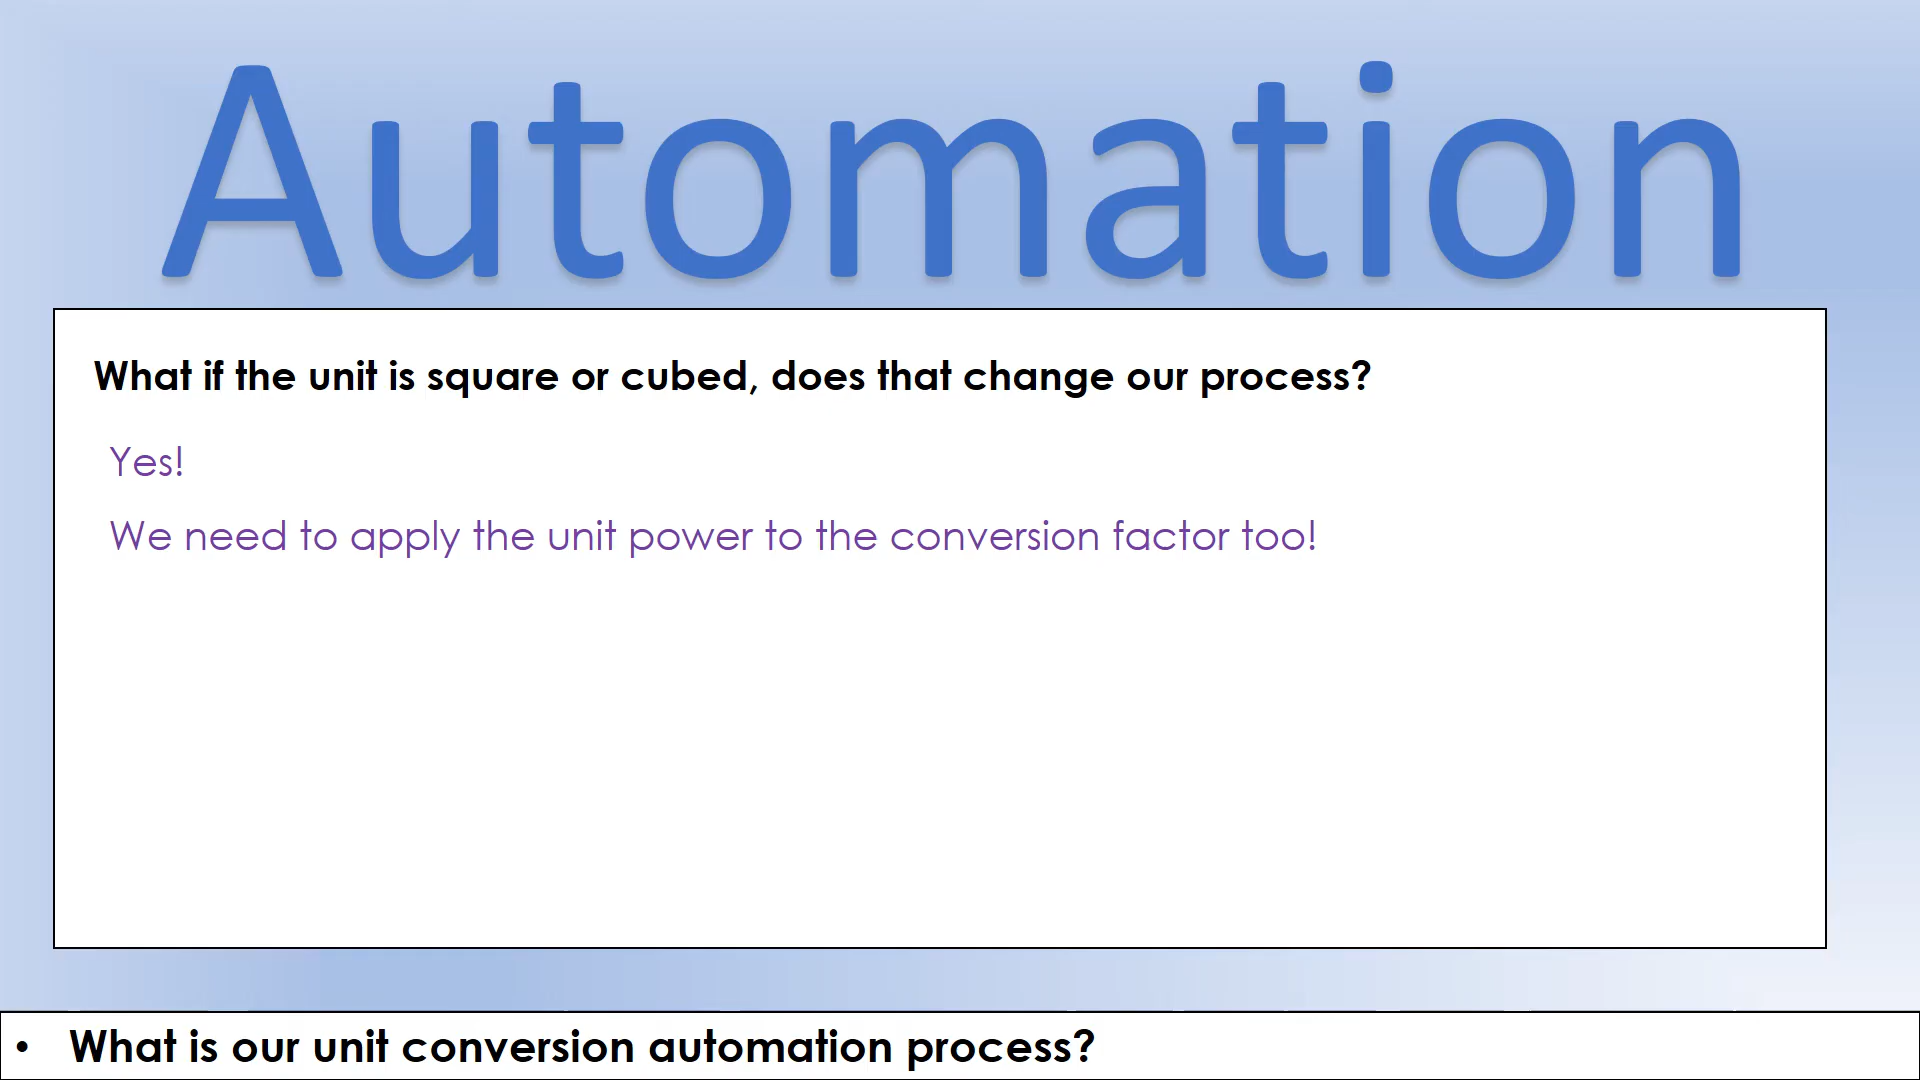 Automation
What if the unit is square or cubed, does that change our process?
Yes!
We need to apply the unit power to the conversion factor too!
• What is our unit conversion automation process?